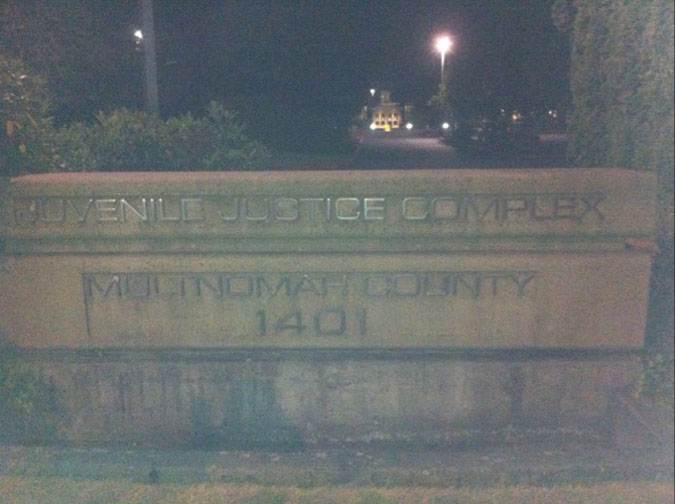 JUVENILE JUSTICE COMPLEX
MULTNOMAH COUNTY
1401